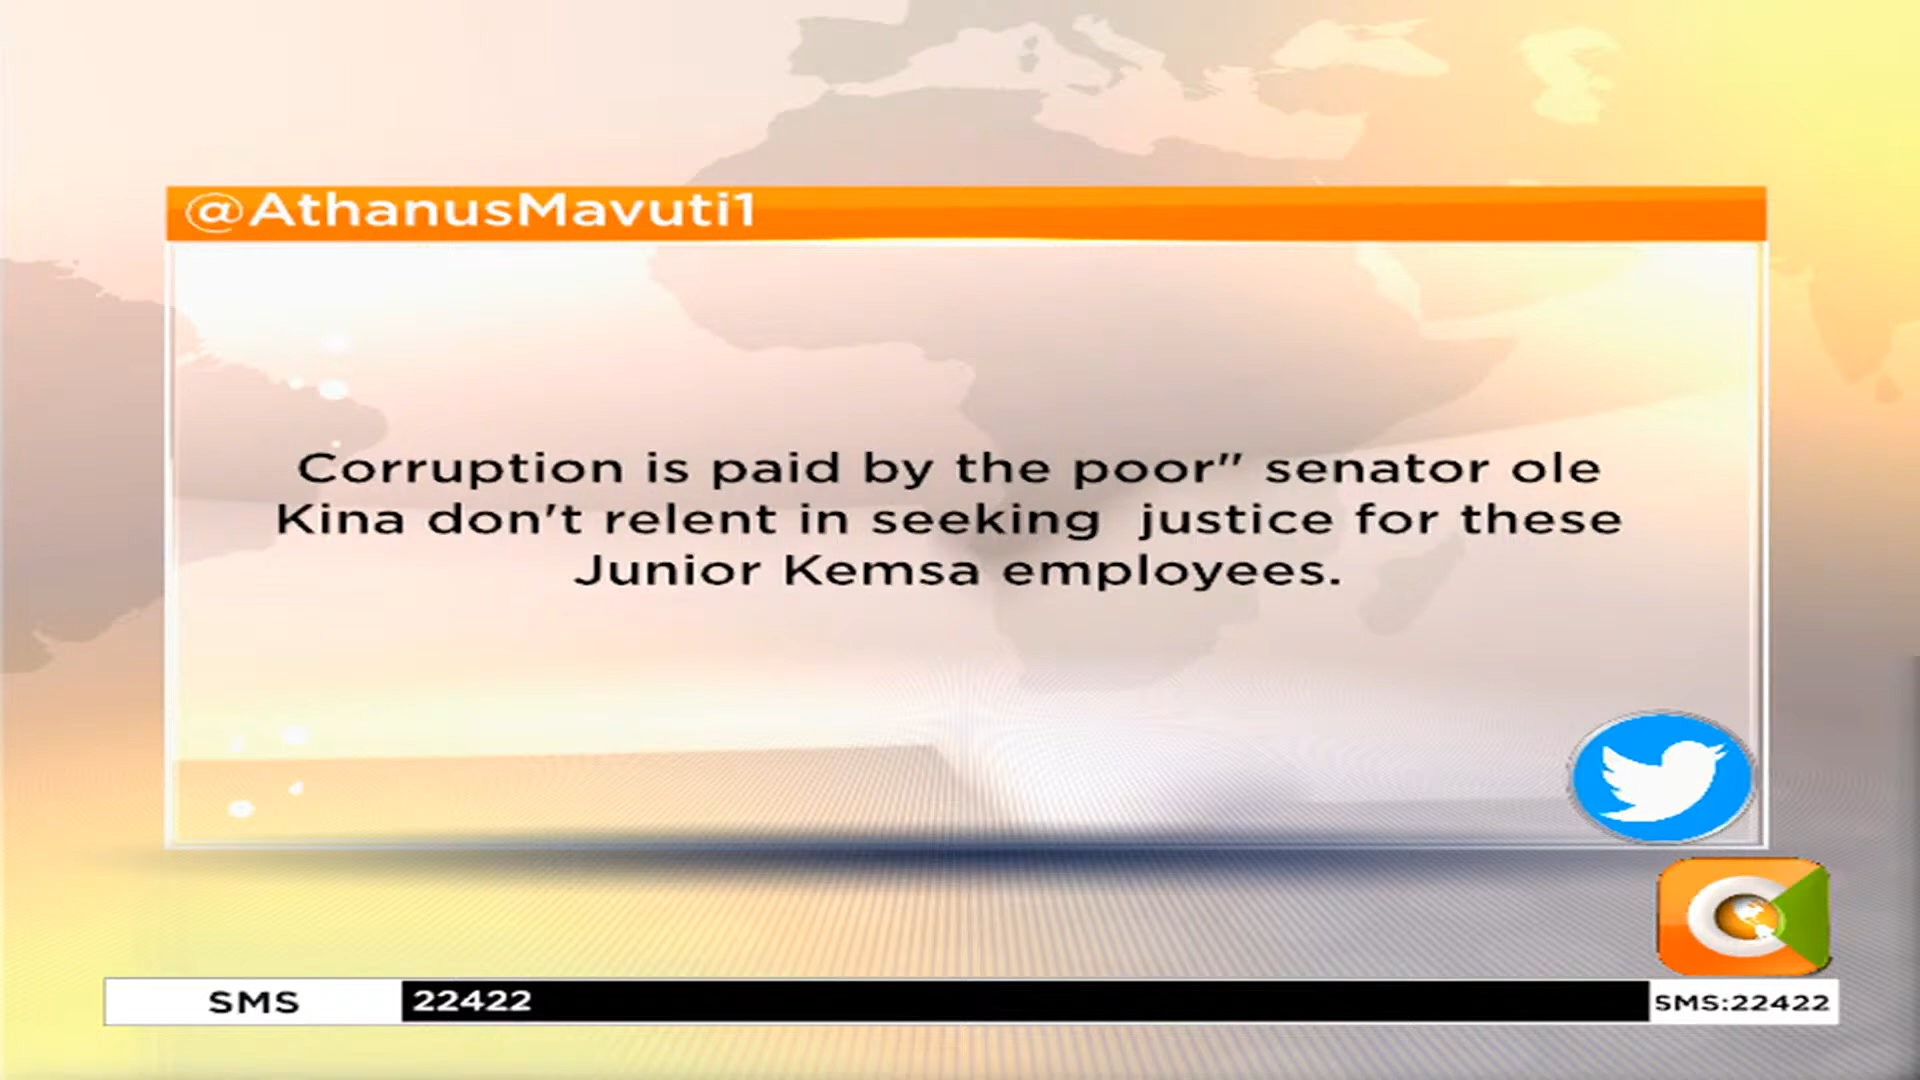 @AthanusMavuti1
Corruption is paid by the poor" senator ole
Kina don't relent in seeking  justice for these
Junior Kemsa employees.
SMS
22422
SMS:22422